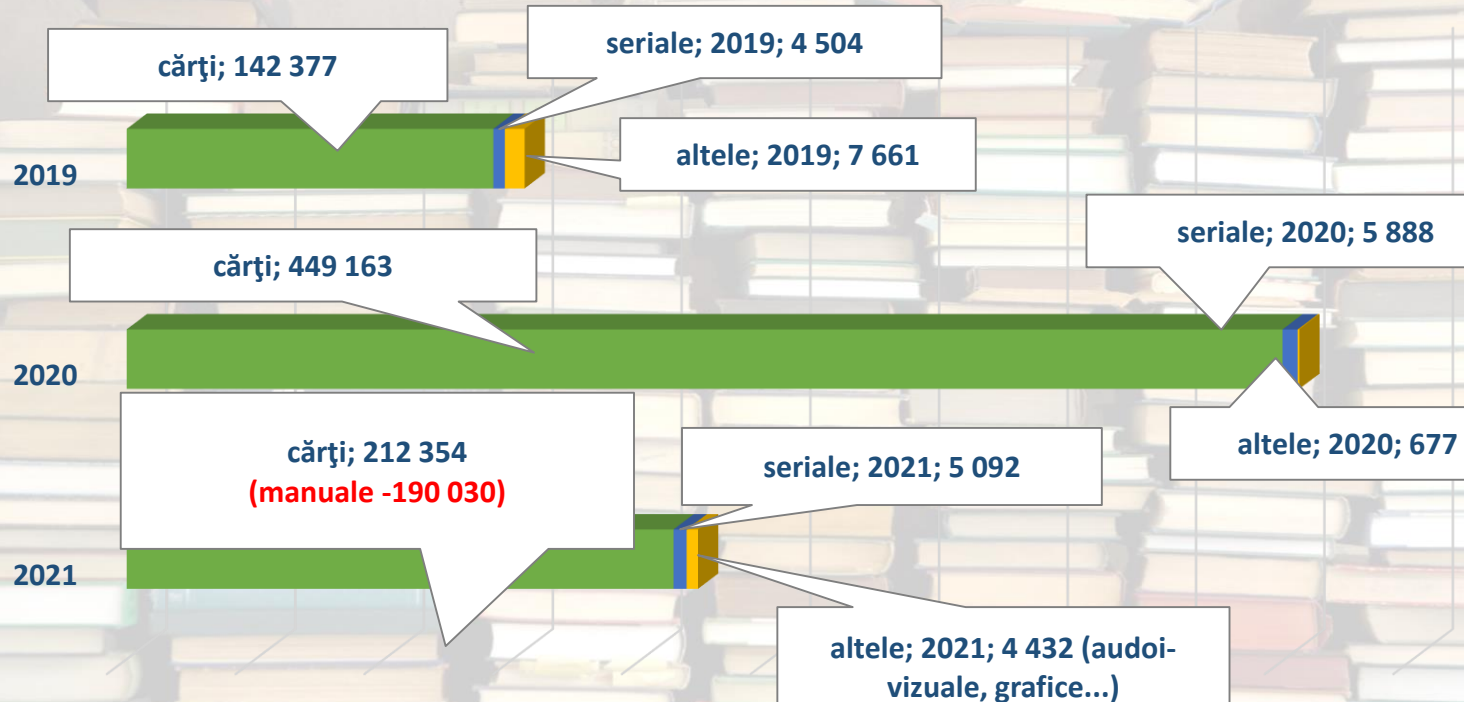 cărţi; 142 377
seriale; 2019; 4 504
altele; 2019; 7 661
2019
cărţi; 449 163
seriale; 2020; 5 888
2020
altele; 2020; 677
cărţi; 212 354
(manuale -190 030)
seriale; 2021; 5 092
2021
altele; 2021; 4 432 (audoi-
vizuale, grafice...)